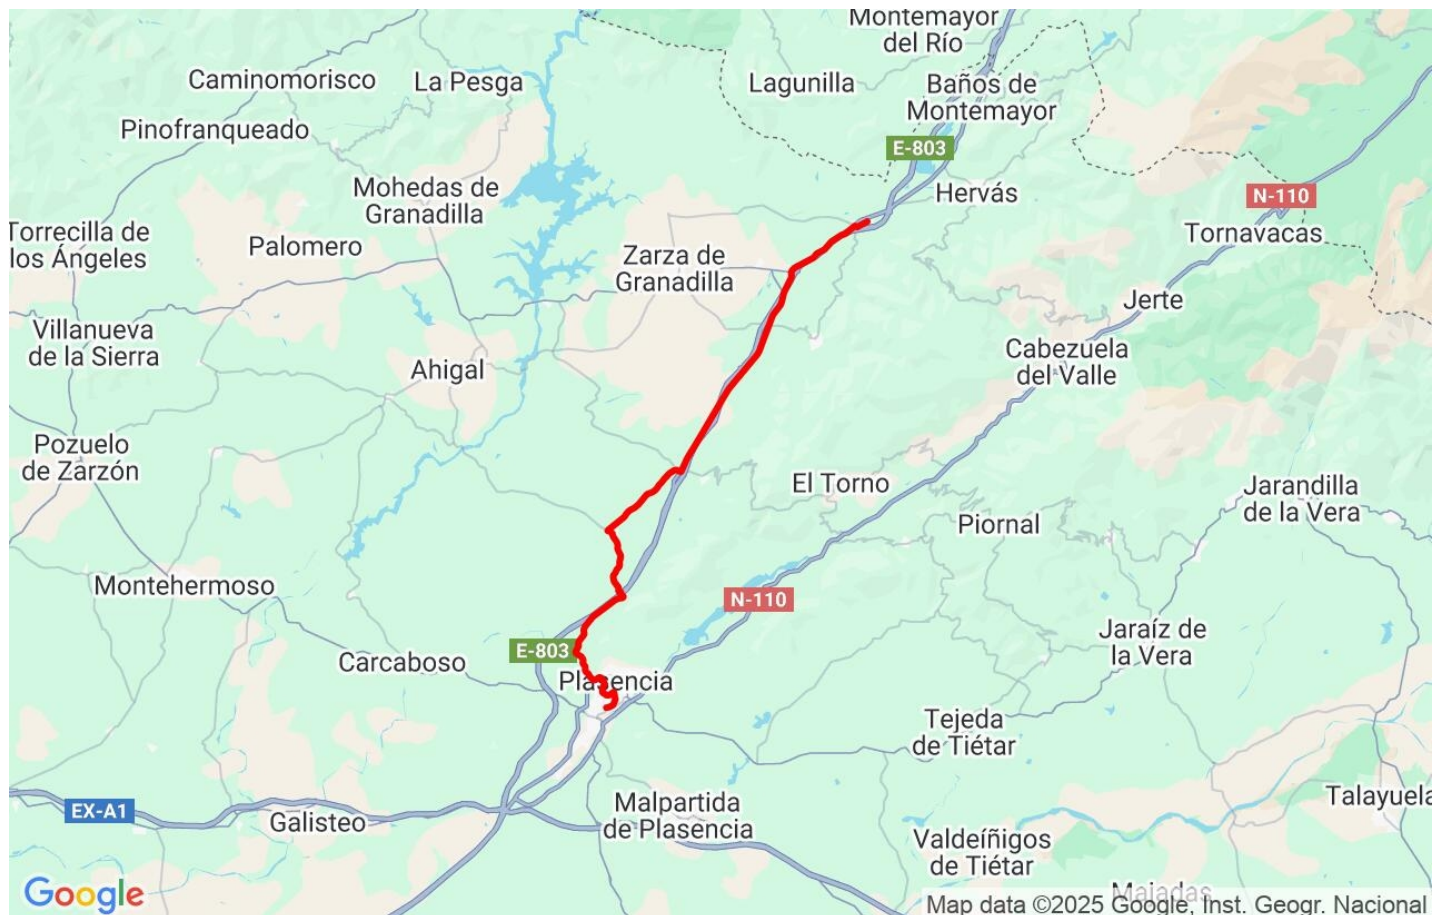 Montemayor
del Río
Caminomorisco
La Pesga
Lagunilla
Baños de
Montemayor
Pinofranqueado
E-803
Mohedas de
Granadilla
Hervás
N-110
Torrecilla de
los Ángeles
Palomero
Tornavacas
Zarza de
Granadilla
Jerte
Villanueva
de la Sierra
Cabezuela
del Valle
Ahigal
Pozuelo
de Zarzón
El Torno
Jarandilla
de la Vera
Piornal
Montehermoso
N-110
Jaraíz de
la Vera
E-803
Carcaboso
Plasencia
Tejeda
de Tiétar
EX-A1
Galisteo
Malpartida
de Plasencia
Talayuela
Valdeíñigos
de Tiétar
Majadas
Google
Map data ©2025 Google, Inst. Geogr. Nacional